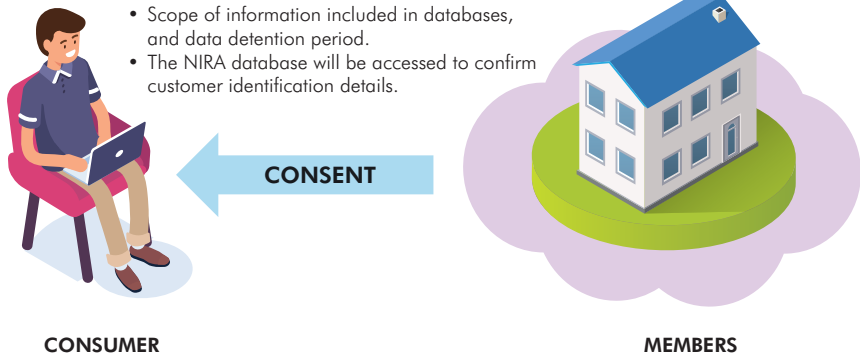 • Scope of information included in databases,
and data detention period.
• The NIRA database will be accessed to confirm
customer identification details.
CONSENT
CONSUMER
MEMBERS